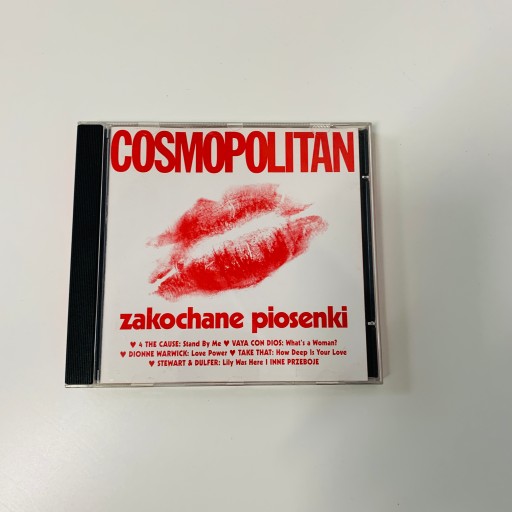 COSMOPOLITAN
zakochane piosenki
♥ 4 THE CAUSE: Stand By Me ♥ VAYA CON DIOS: What's a Woman?
♥ DIONNE WARWICK: Love Power ♥ TAKE THAT: How Deep Is Your Love
♥ STEWART & DULFER: Lily Was Here I INNE PRZEBOJE